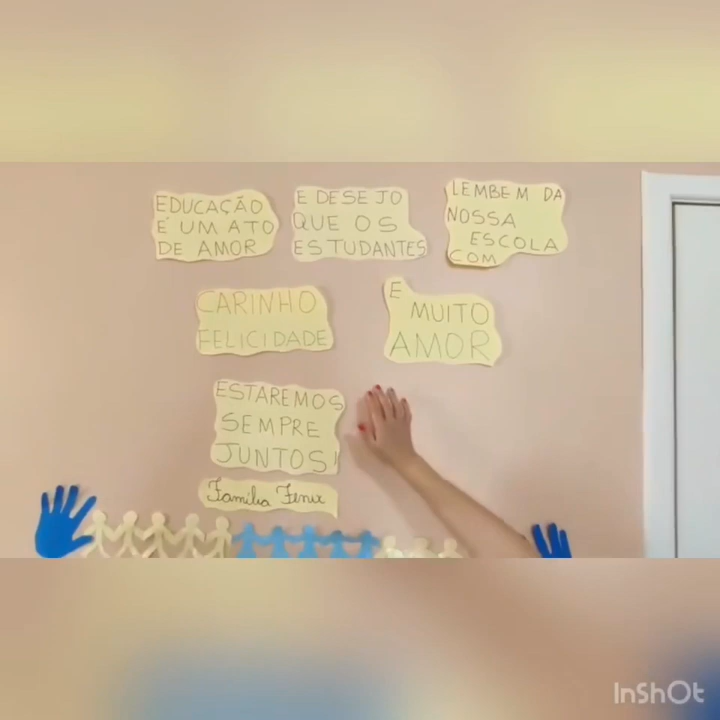 EDUCAÇÃO
É UM ATO
DE AMOR
E DESEJO
QUE OS
ESTUDANTES
LEMBEM DA
NOSSA
ESCOLA
COM
CARINHO
FELICIDADE
E
MUITO
AMOR
ESTAREMOS
SEMPRE
JUNTOS!
Família Fenix
InShOt